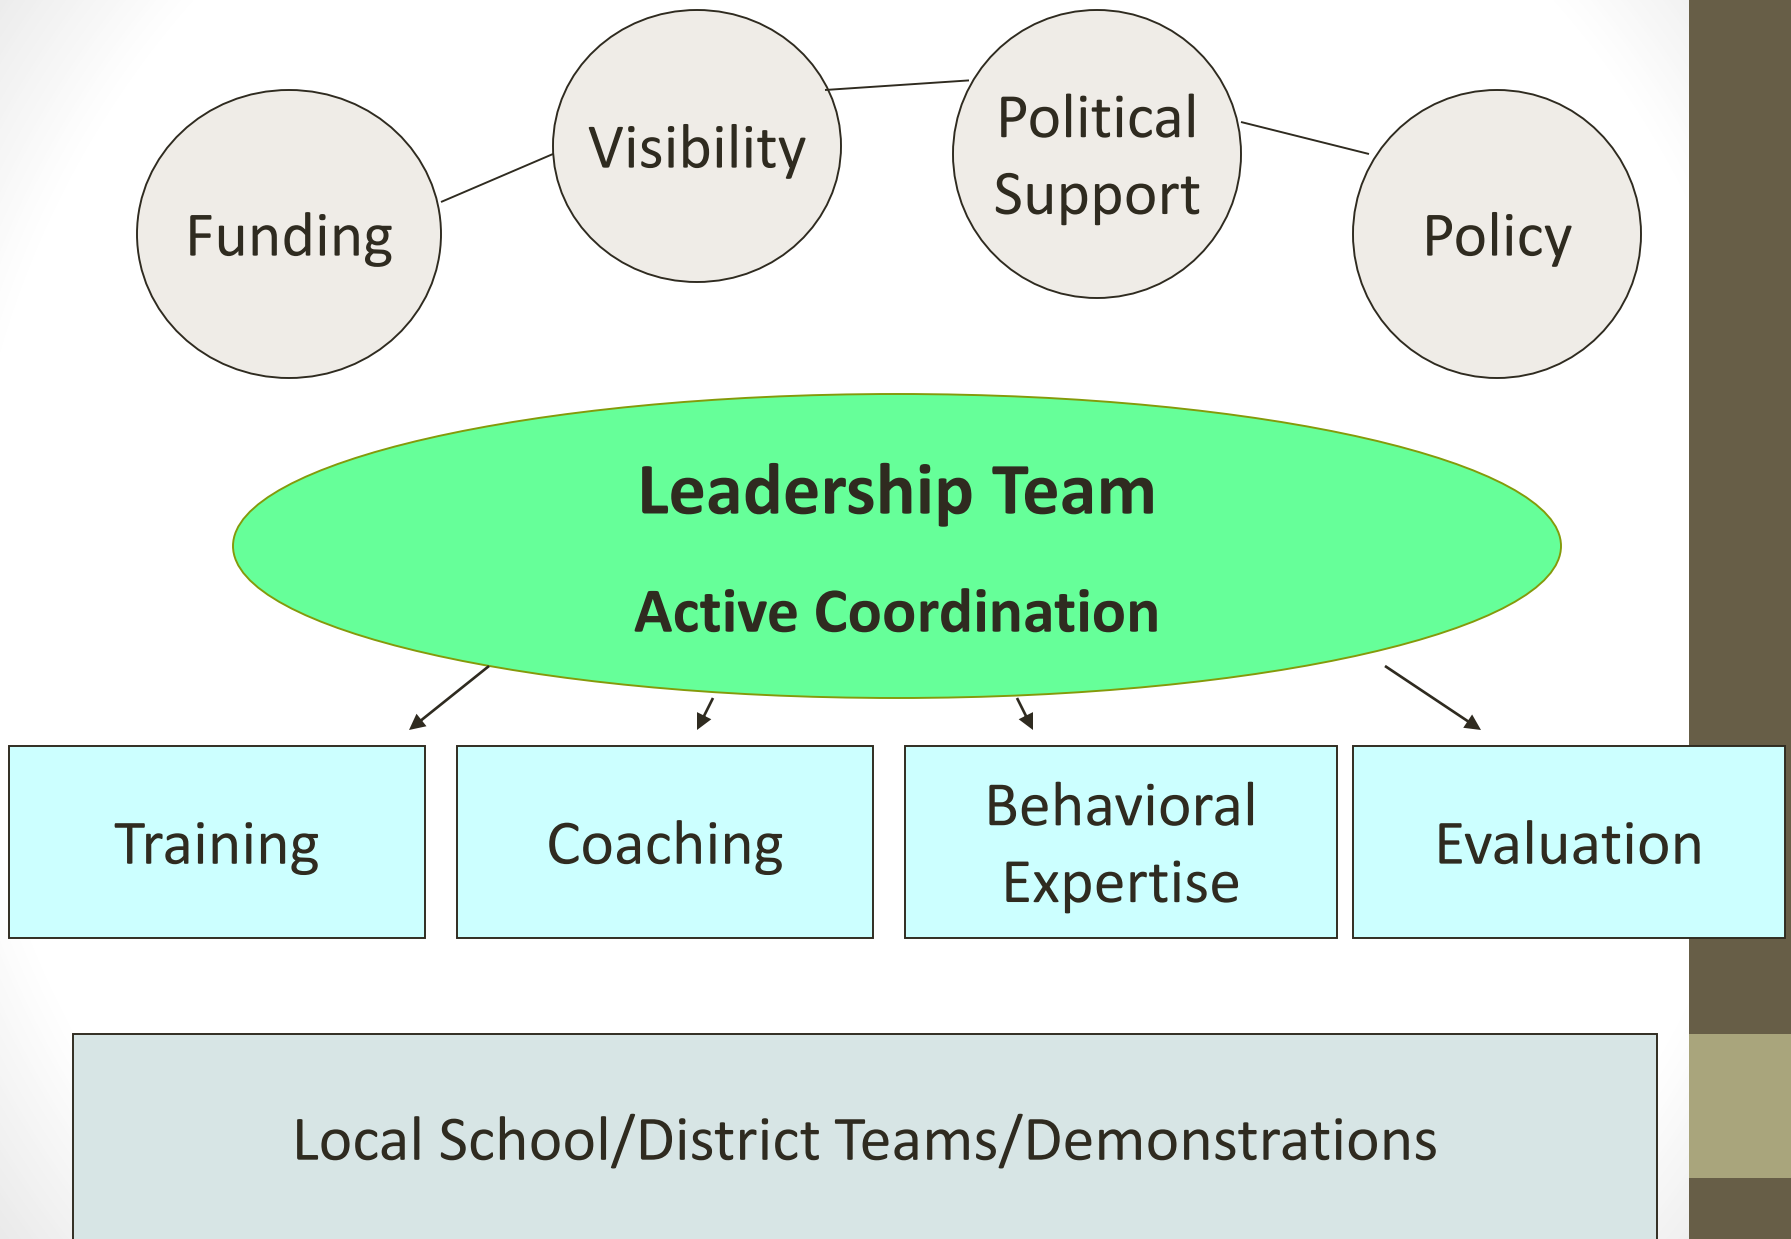 Funding
Visibility
Political
Support
Policy
Leadership Team
Active Coordination
Training
Coaching
Behavioral
Expertise
Evaluation
Local School/District Teams/Demonstrations